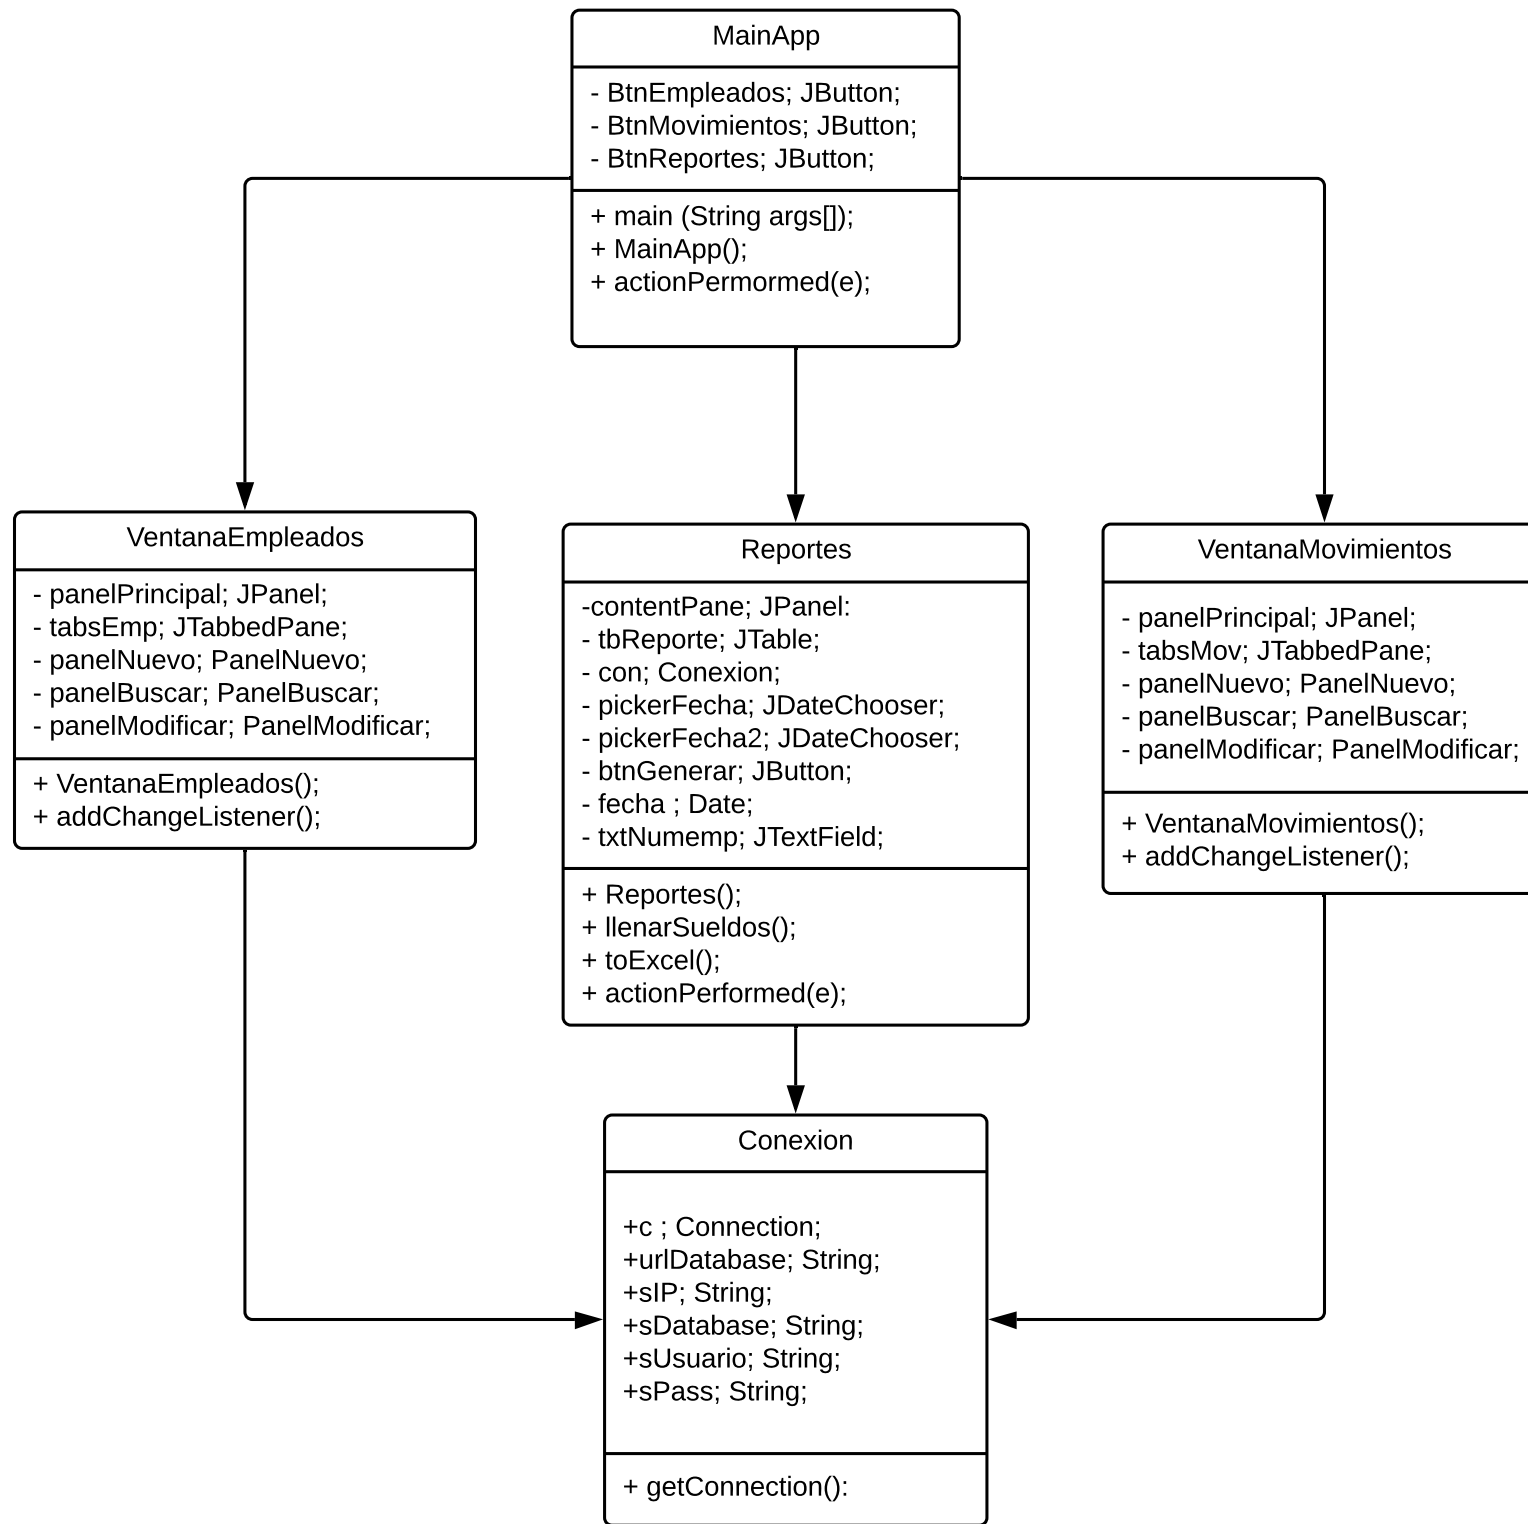 MainApp
- BtnEmpleados; JButton;
- BtnMovimientos; JButton;
- BtnReportes; JButton;
+ main (String args[]);
+ MainApp();
+ actionPermormed(e);
VentanaEmpleados
- panelPrincipal; JPanel;
- tabsEmp; JTabbedPane;
- panelNuevo; PanelNuevo;
- panelBuscar; PanelBuscar;
- panelModificar; PanelModificar;
+ VentanaEmpleados();
+ addChangeListener();
Reportes
-contentPane; JPanel:
- tbReporte; JTable;
- con; Conexion;
- pickerFecha; JDateChooser;
- pickerFecha2; JDateChooser;
- btnGenerar; JButton;
- fecha ; Date;
- txtNumemp; JTextField;
+ Reportes();
+ llenarSueldos();
+ toExcel();
+ actionPerformed(e);
VentanaMovimientos
- panelPrincipal; JPanel;
- tabsMov; JTabbedPane;
- panelNuevo; PanelNuevo;
- panelBuscar; PanelBuscar;
- panelModificar; PanelModificar;
+ VentanaMovimientos();
+ addChangeListener();
Conexion
+c ; Connection;
+urlDatabase; String;
+sIP; String;
+sDatabase; String;
+sUsuario; String;
+sPass; String;
+ getConnection():